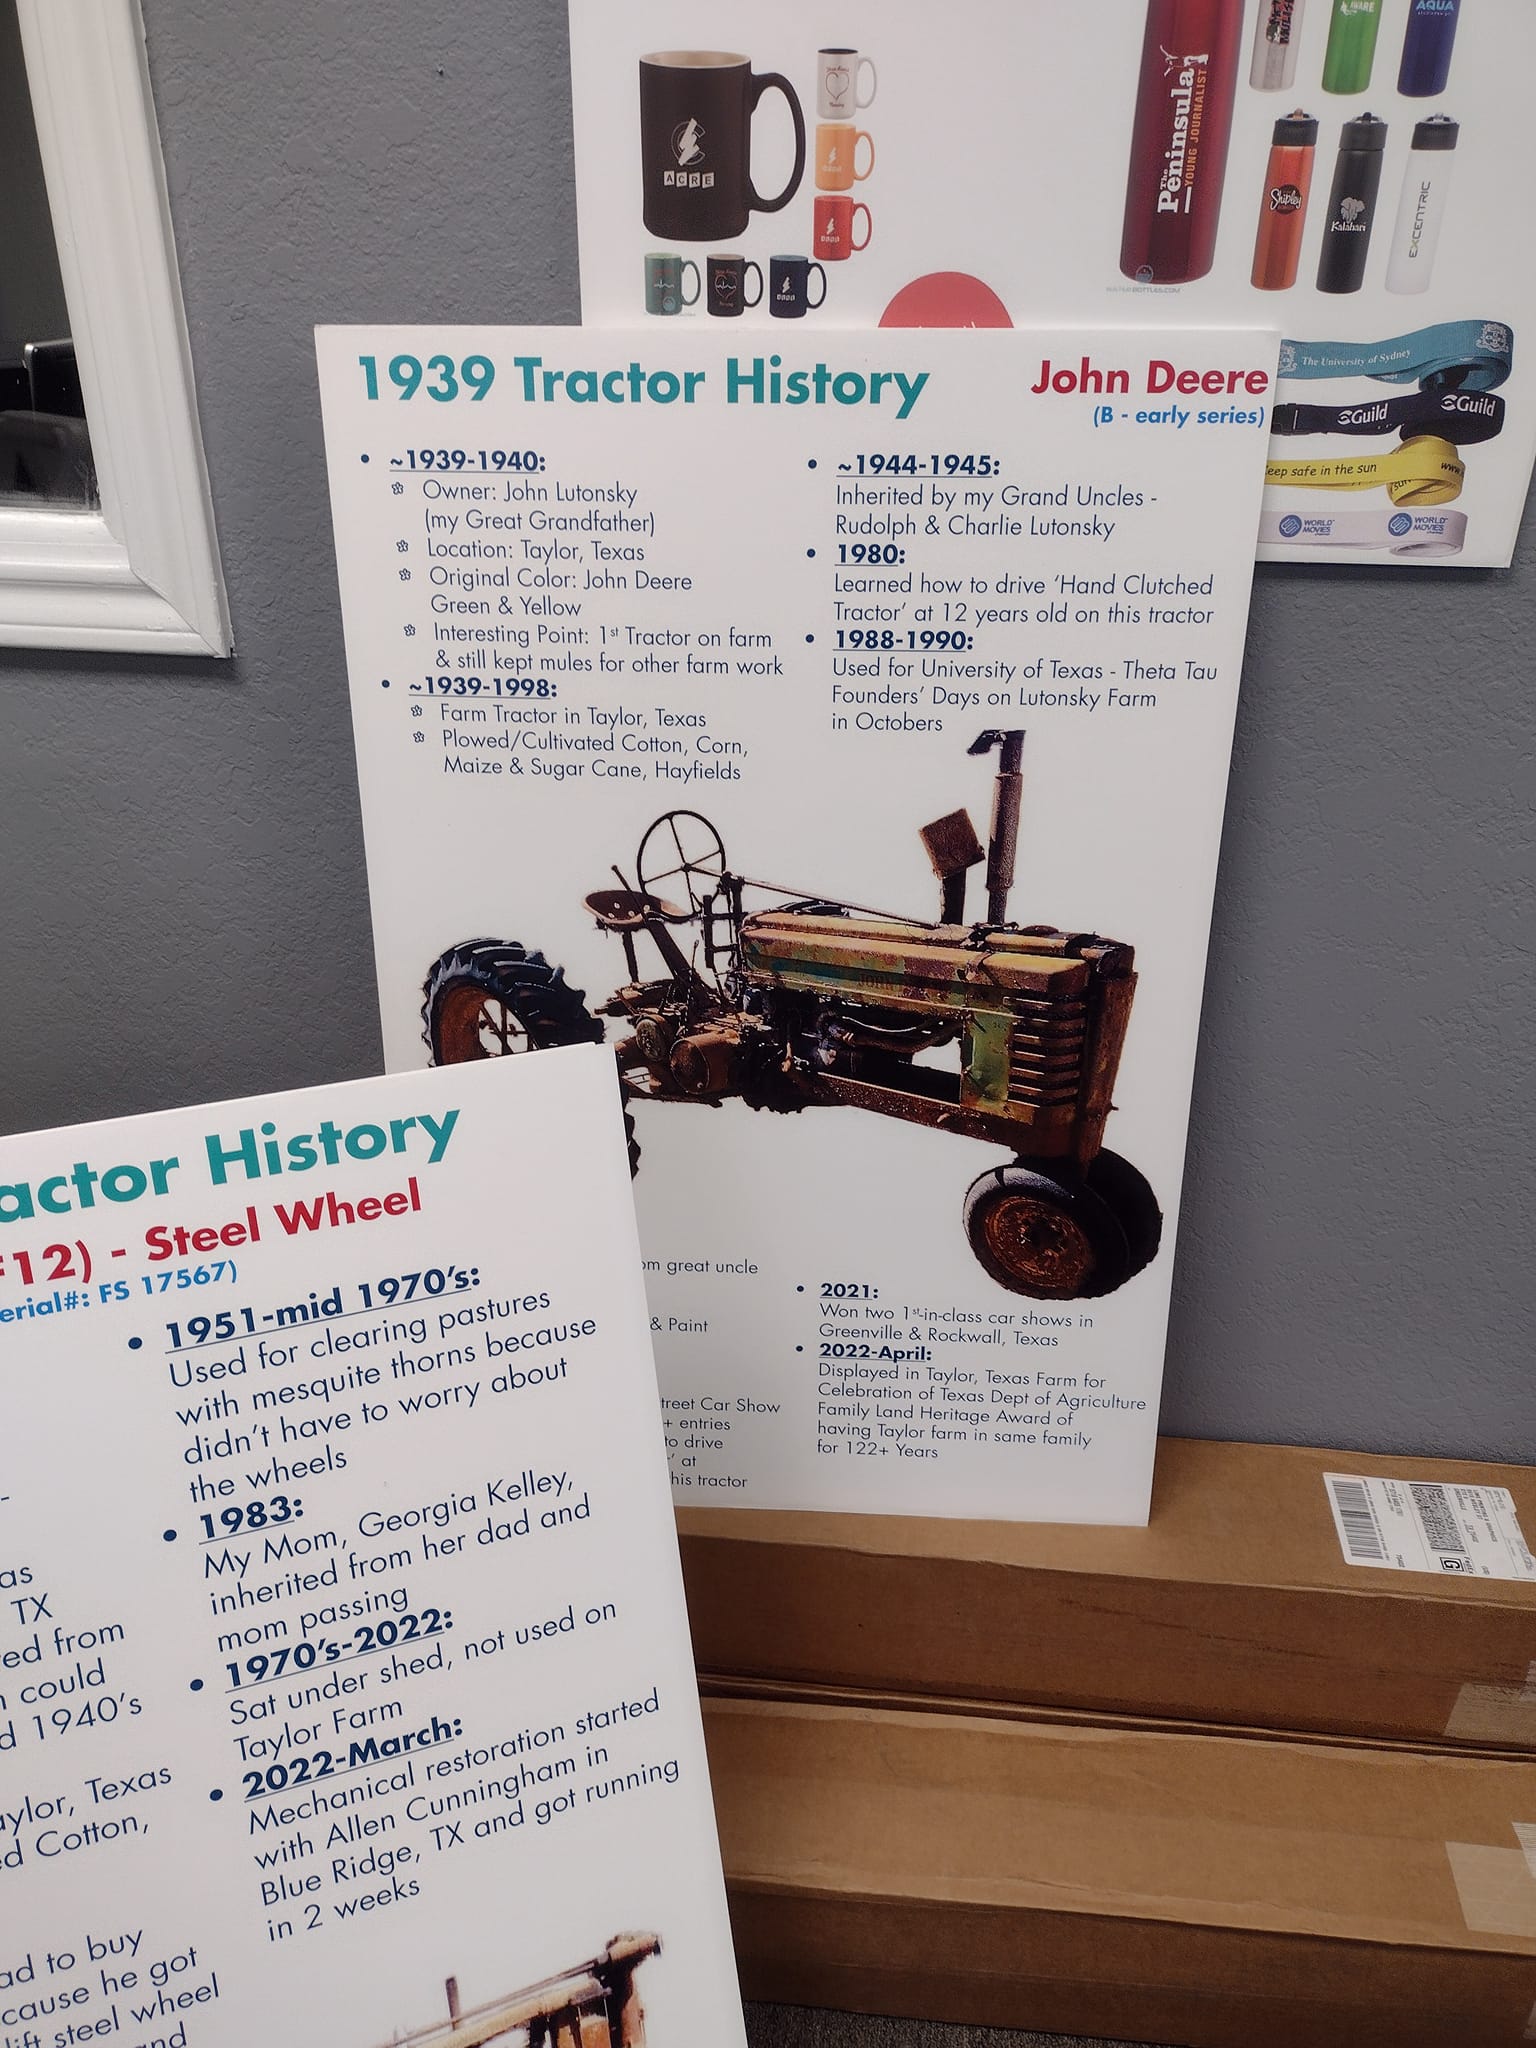 ACRE
The
Peninsula
YOUNG JOURNALIST
AWARE
AQUA
Shipley
Kalahari
EXCENTRIC
WATERBOTTLES.COM
The University of Sydney
Guild
Guild
eep safe in the sun
www.
WORLD
MOVIES
WORLD
MOVIES
1939 Tractor History
John Deere
(B - early series)
• ~1939-1940:
Owner: John Lutonsky
(my Great Grandfather)
Location: Taylor, Texas
Original Color: John Deere
Green & Yellow
Interesting Point: 1st Tractor on farm
& still kept mules for other farm work
• ~1939-1998:
Farm Tractor in Taylor, Texas
Plowed/Cultivated Cotton, Corn,
Maize & Sugar Cane, Hayfields
• ~1944-1945:
Inherited by my Grand Uncles -
Rudolph & Charlie Lutonsky
• 1980:
Learned how to drive 'Hand Clutched
Tractor' at 12 years old on this tractor
• 1988-1990:
Used for University of Texas - Theta Tau
Founders' Days on Lutonsky Farm
in Octobers
JOHN
om great uncle
& Paint
treet Car Show
+ entries
to drive
' at
his tractor
• 2021:
Won two 1st-in-class car shows in
Greenville & Rockwall, Texas
• 2022-April:
Displayed in Taylor, Texas Farm for
Celebration of Texas Dept of Agriculture
Family Land Heritage Award of
having Taylor farm in same family
for 122+ Years
actor History
12) - Steel Wheel
erial#: FS 17567)
-
as
TX
ed from
could
d 1940's
aylor, Texas
ed Cotton,
ad to buy
cause he got
lift steel wheel
and
• 1951-mid 1970's:
Used for clearing pastures
with mesquite thorns because
didn't have to worry about
the wheels
• 1983:
My Mom, Georgia Kelley,
inherited from her dad and
mom passing
• 1970's-2022:
Sat under shed, not used on
Taylor Farm
• 2022-March:
Mechanical restoration started
with Allen Cunningham in
Blue Ridge, TX and got running
in 2 weeks
G